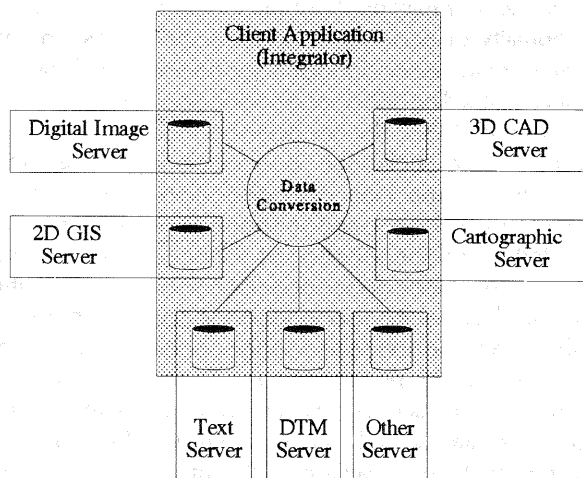 Client Application
(Integrator)
Digital Image
Server
3D CAD
Server
Data
Conversion
2D GIS
Server
Cartographic
Server
Text
Server
DTM
Server
Other
Server